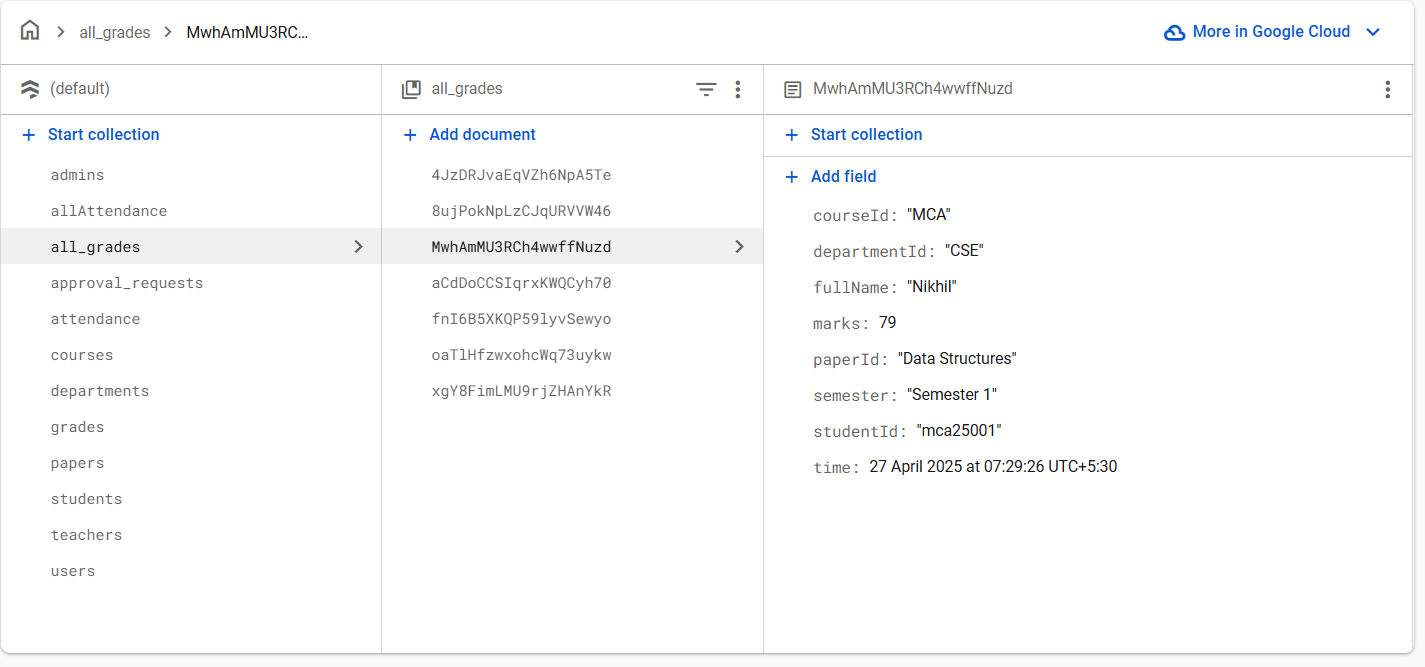 all_grades
MwhAmMU3RC...
More in Google Cloud
(default)
Start collection
admins
allAttendance
all_grades
approval_requests
attendance
courses
departments
grades
papers
students
teachers
users
all_grades
Add document
4JzDRJvaEqVZh6NpA5Te
8ujPokNpLzCJqURVVW46
MwhAmMU3RCh4wwffNuzd
aCdDoCCSIqrxKWQCyh70
fnI6B5XKQP59lyvSewyo
oaTlHfzwxohcWq73uykw
xgY8FimLMU9rjZHAnYkR
MwhAmMU3RCh4wwffNuzd
Start collection
Add field
courseId: "MCA"
departmentId: "CSE"
fullName: "Nikhil"
marks: 79
paperId: "Data Structures"
semester: "Semester 1"
studentId: "mca25001"
time: 27 April 2025 at 07:29:26 UTC+5:30